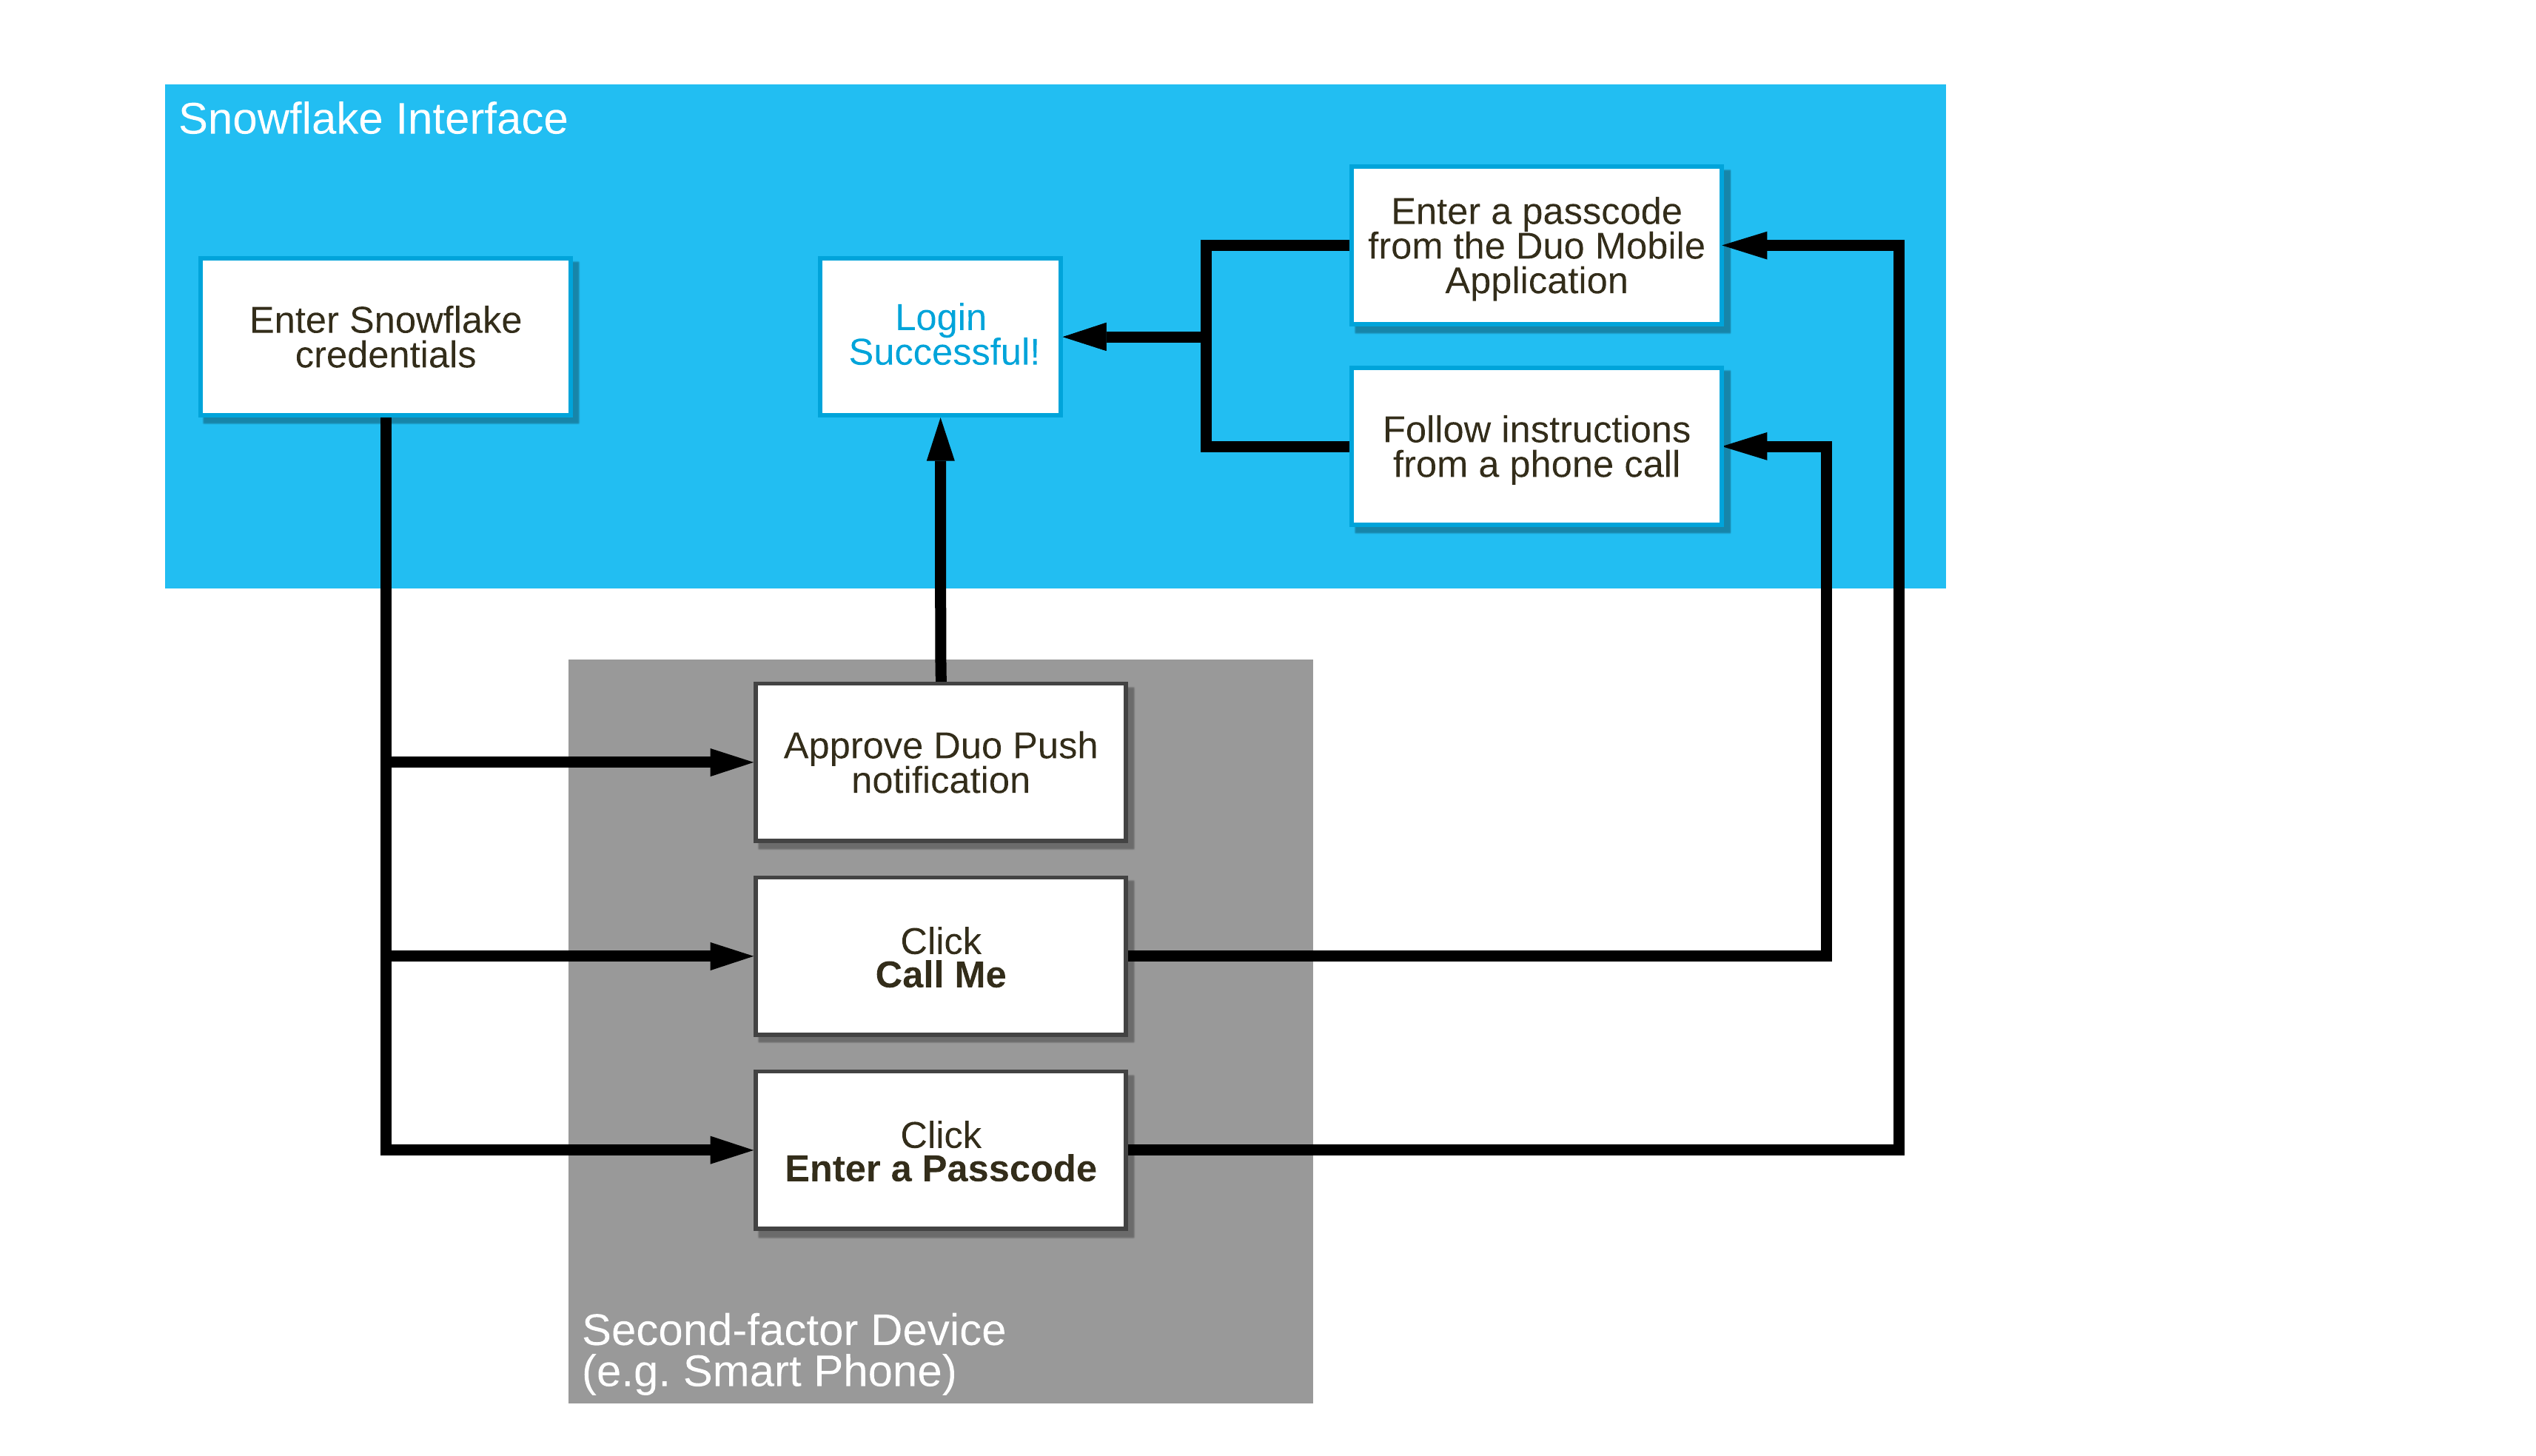 Snowflake Interface
Enter Snowflake
credentials
Login
Successful!
Enter a passcode
from the Duo Mobile
Application
Follow instructions
from a phone call
Approve Duo Push
notification
Click
Call Me
Click
Enter a Passcode
Second-factor Device
(e.g. Smart Phone)